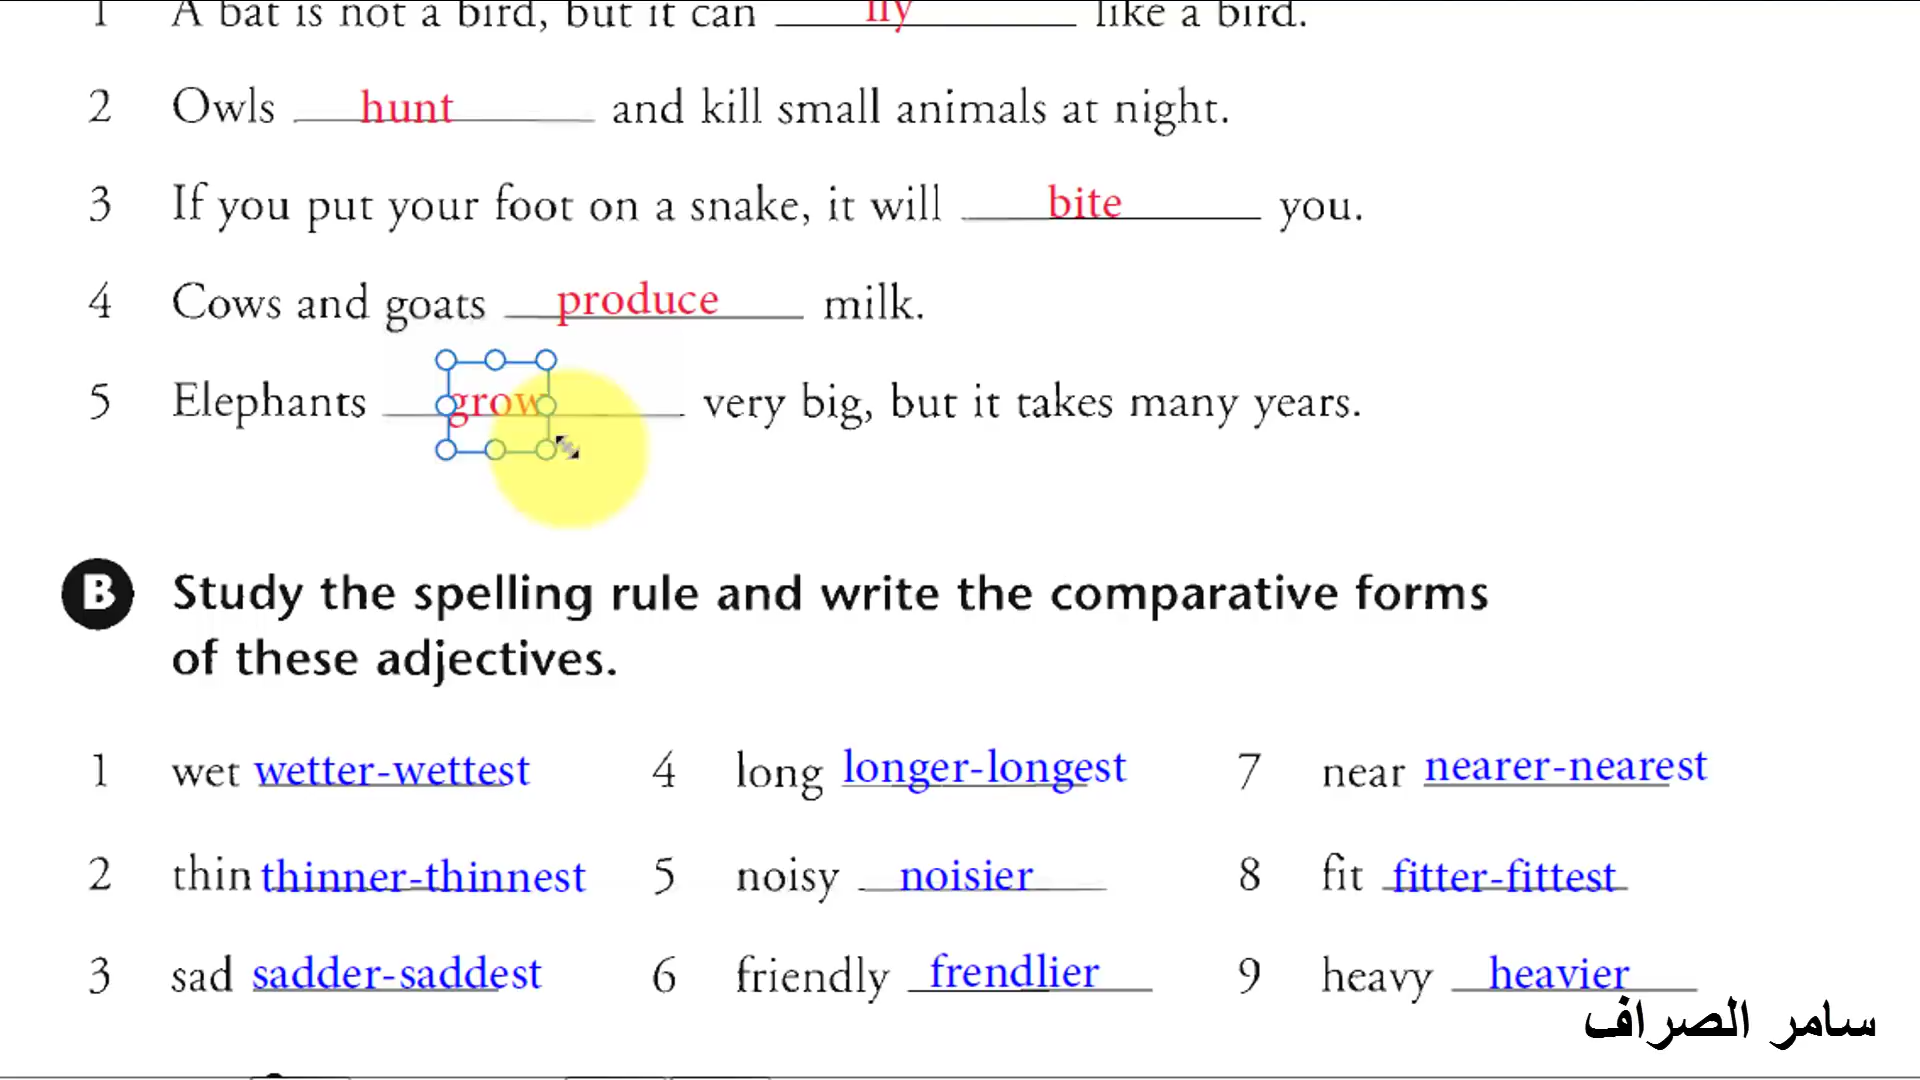 1 A bat is not a bird, but it can fly like a bird.
2 Owls hunt and kill small animals at night.
3 If you put your foot on a snake, it will bite you.
4 Cows and goats produce milk.
5 Elephants grow very big, but it takes many years.
B Study the spelling rule and write the comparative forms
of these adjectives.
1 wet wetter-wettest 4 long longer-longest 7 near nearer-nearest
2 thin thinner-thinnest 5 noisy noisier 8 fit fitter-fittest
3 sad sadder-saddest 6 friendly frendlier 9 heavy heavier
سامر الصراف